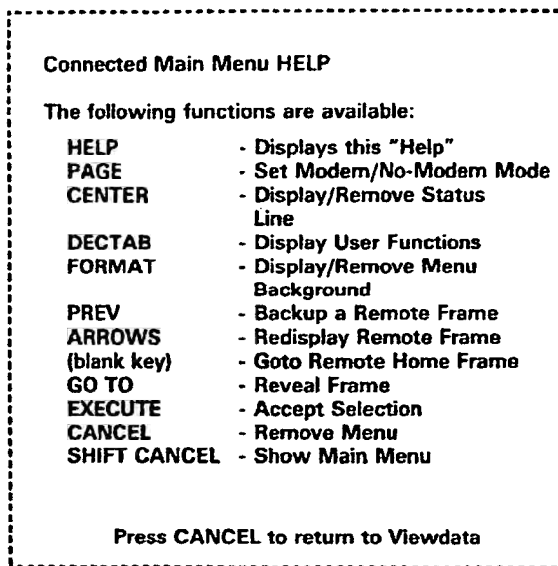 Connected Main Menu HELP
The following functions are available:
HELP - Displays this "Help"
PAGE - Set Modem/No-Modem Mode
CENTER - Display/Remove Status
Line
DECTAB - Display User Functions
FORMAT - Display/Remove Menu
Background
PREV - Backup a Remote Frame
ARROWS - Redisplay Remote Frame
(blank key) - Goto Remote Home Frame
GO TO - Reveal Frame
EXECUTE - Accept Selection
CANCEL - Remove Menu
SHIFT CANCEL - Show Main Menu
Press CANCEL to return to Viewdata